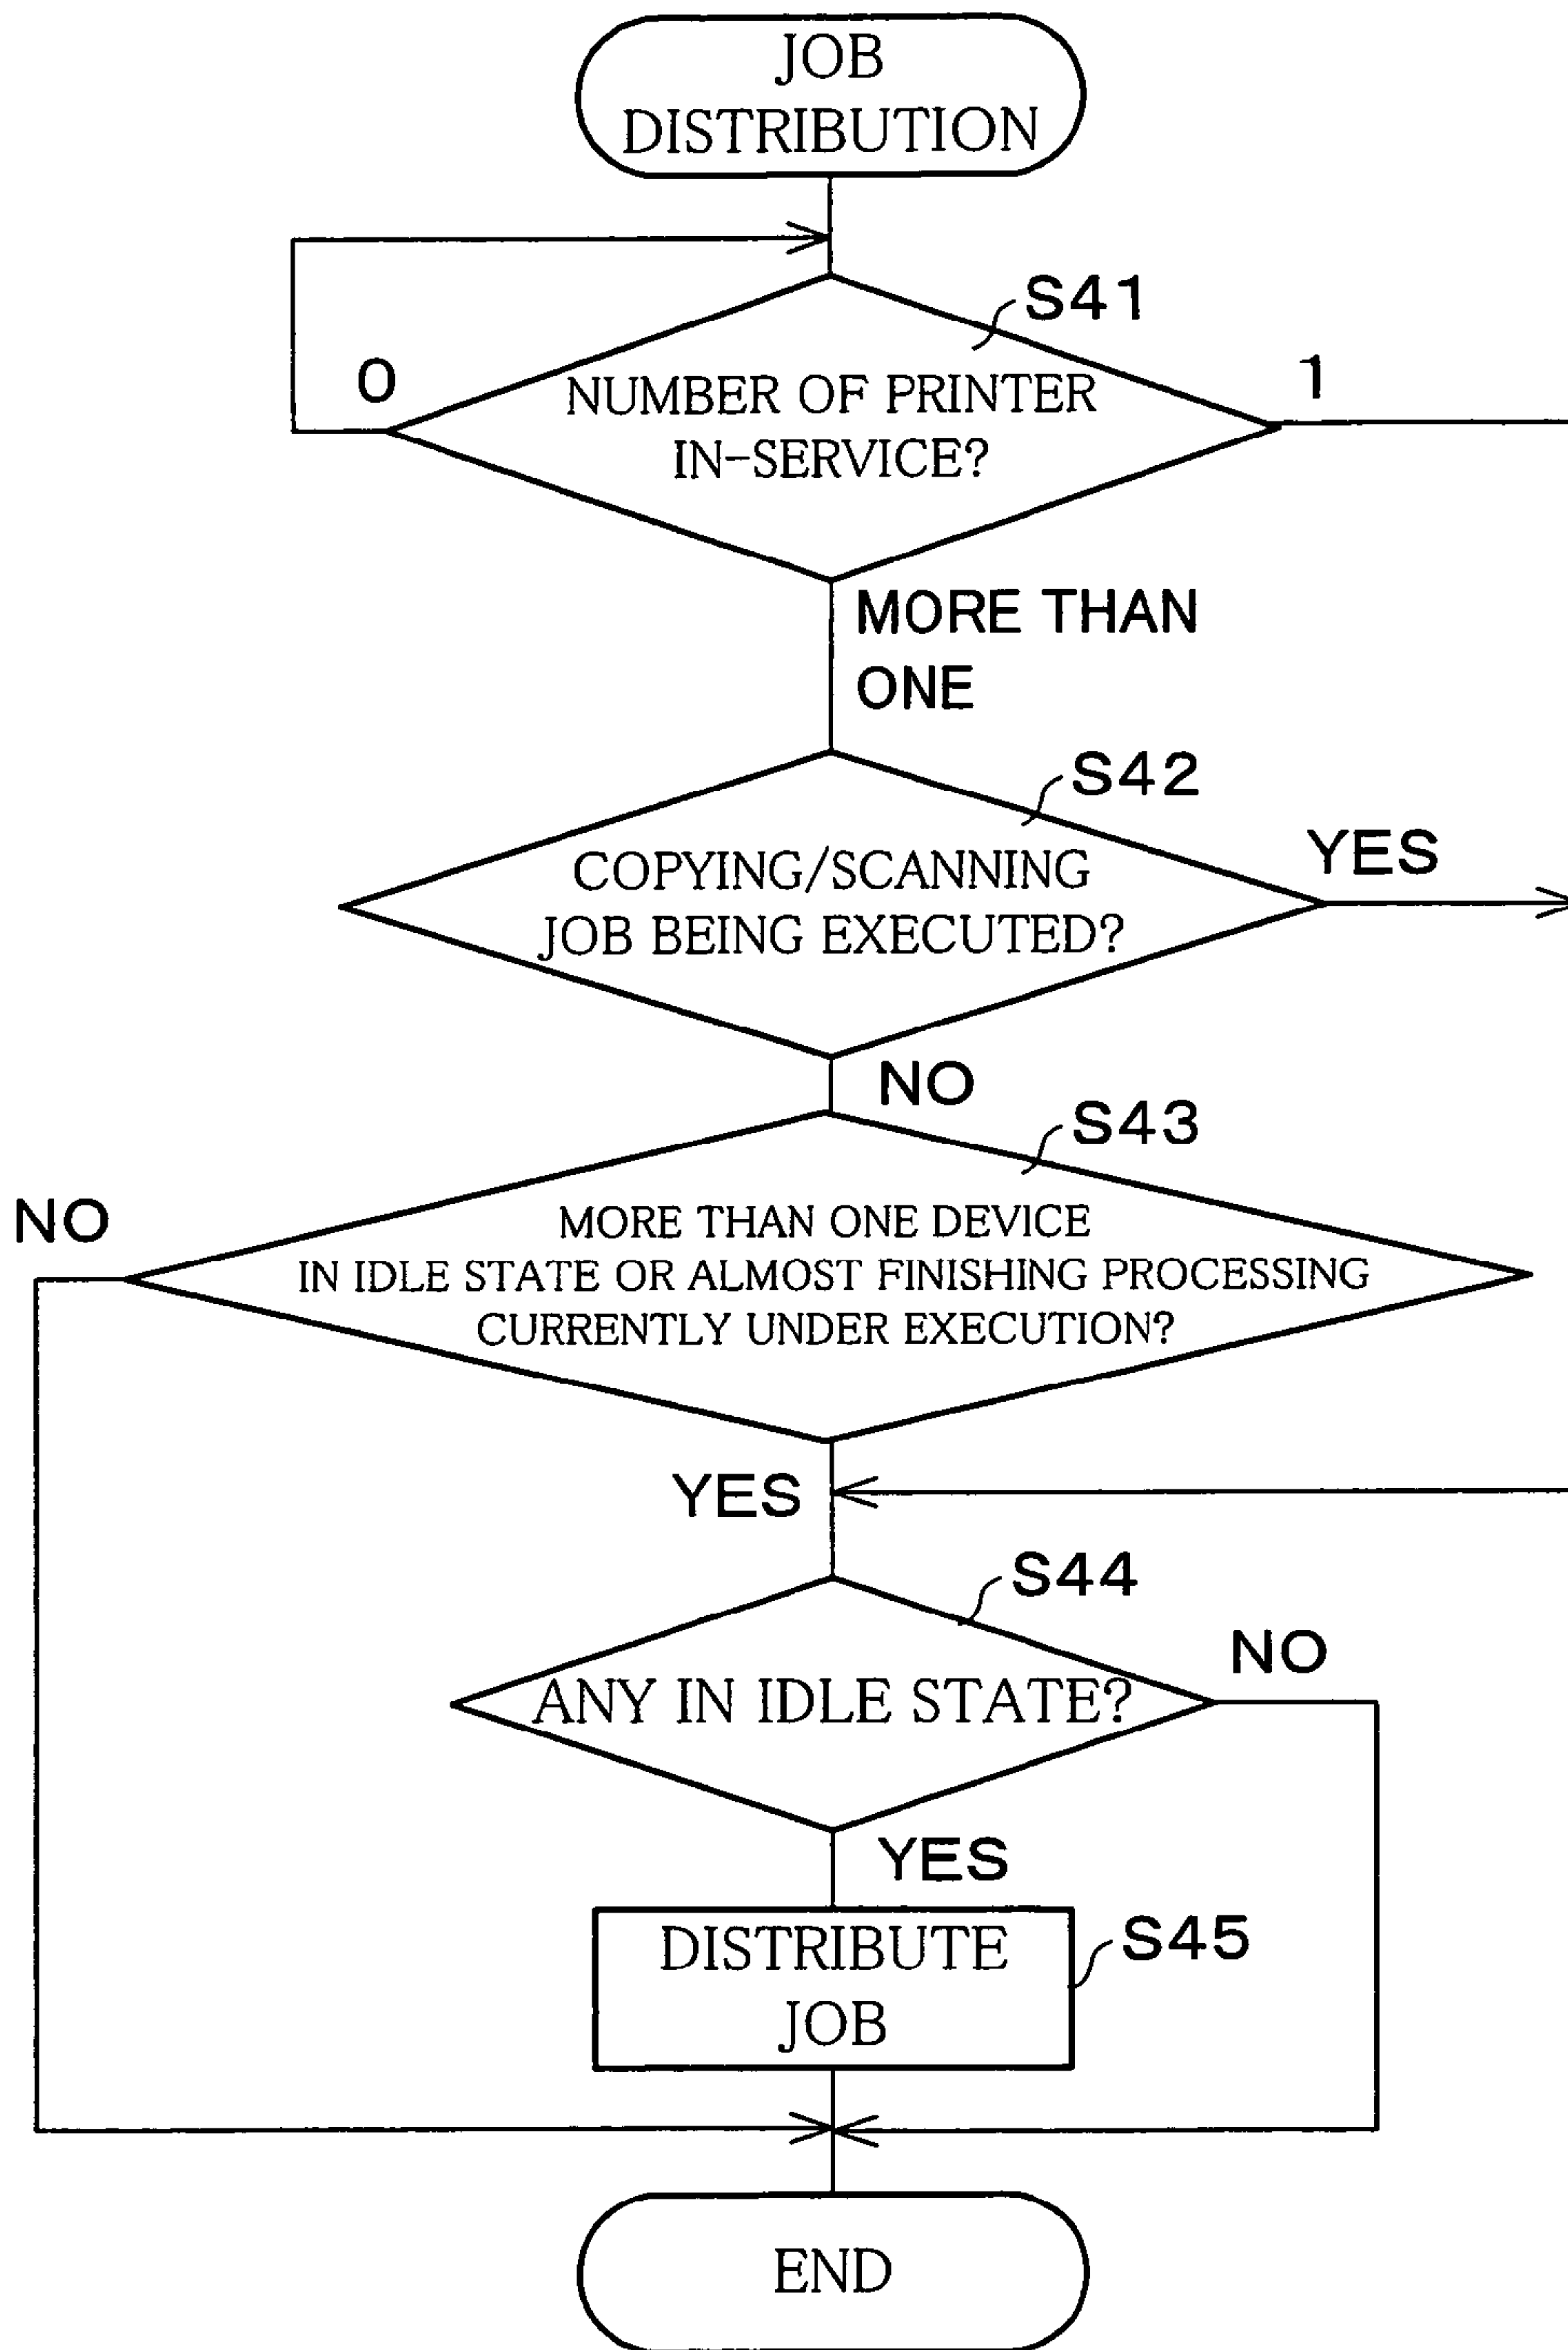 JOB
DISTRIBUTION
S41
0
NUMBER OF PRINTER
IN-SERVICE?
1
MORE THAN
ONE
S42
COPYING/SCANNING
JOB BEING EXECUTED?
YES
NO
S43
NO
MORE THAN ONE DEVICE
IN IDLE STATE OR ALMOST FINISHING PROCESSING
CURRENTLY UNDER EXECUTION?
YES
S44
ANY IN IDLE STATE?
NO
YES
DISTRIBUTE
JOB
S45
END